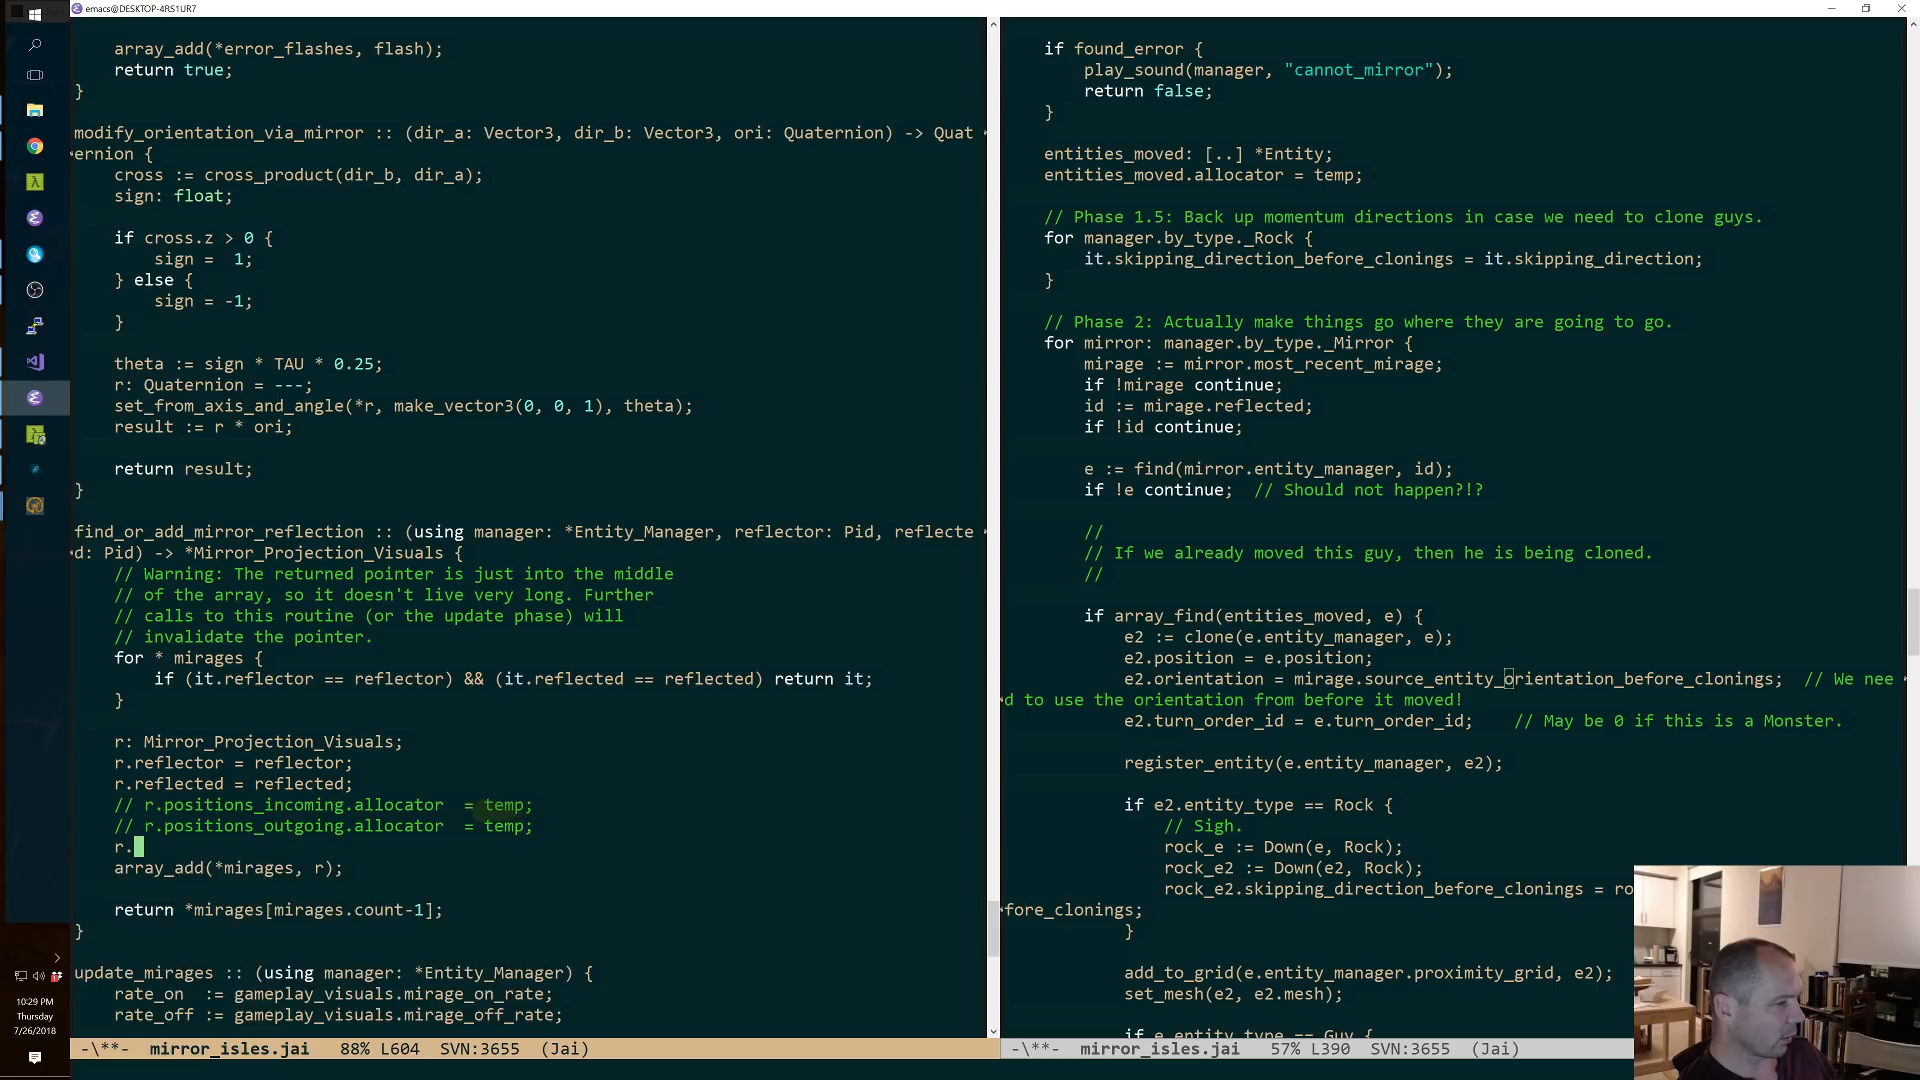 emacs@DESKTOP-4RS1UR7
array_add(*error_flashes, flash);
return true;
}
modify_orientation_via_mirror :: (dir_a: Vector3, dir_b: Vector3, ori: Quaternion) -> Quat
ernion {
cross := cross_product(dir_b, dir_a);
sign: float;
if cross.z > 0 {
sign =  1;
} else {
sign = -1;
}
theta := sign * TAU * 0.25;
r: Quaternion = ---;
set_from_axis_and_angle(*r, make_vector3(0, 0, 1), theta);
result := r * ori;
return result;
}
find_or_add_mirror_reflection :: (using manager: *Entity_Manager, reflector: Pid, reflecte
d: Pid) -> *Mirror_Projection_Visuals {
// Warning: The returned pointer is just into the middle
// of the array, so it doesn't live very long. Further
// calls to this routine (or the update phase) will
// invalidate the pointer.
for * mirages {
if (it.reflector == reflector) && (it.reflected == reflected) return it;
}
r: Mirror_Projection_Visuals;
r.reflector = reflector;
r.reflected = reflected;
// r.positions_incoming.allocator  = temp;
// r.positions_outgoing.allocator  = temp;
r.
array_add(*mirages, r);
return *mirages[mirages.count-1];
}
update_mirages :: (using manager: *Entity_Manager) {
rate_on  := gameplay_visuals.mirage_on_rate;
rate_off := gameplay_visuals.mirage_off_rate;
-\**-  mirror_isles.jai   88% L604  SVN:3655  (Jai)
if found_error {
play_sound(manager, "cannot_mirror");
return false;
}
entities_moved: [..] *Entity;
entities_moved.allocator = temp;
// Phase 1.5: Back up momentum directions in case we need to clone guys.
for manager.by_type._Rock {
it.skipping_direction_before_clonings = it.skipping_direction;
}
// Phase 2: Actually make things go where they are going to go.
for mirror: manager.by_type._Mirror {
mirage := mirror.most_recent_mirage;
if !mirage continue;
id := mirage.reflected;
if !id continue;
e := find(mirror.entity_manager, id);
if !e continue;  // Should not happen?!?
//
// If we already moved this guy, then he is being cloned.
//
if array_find(entities_moved, e) {
e2 := clone(e.entity_manager, e);
e2.position = e.position;
e2.orientation = mirage.source_entity_orientation_before_clonings;  // We nee
d to use the orientation from before it moved!
e2.turn_order_id = e.turn_order_id;    // May be 0 if this is a Monster.
register_entity(e.entity_manager, e2);
if e2.entity_type == Rock {
// Sigh.
rock_e := Down(e, Rock);
rock_e2 := Down(e2, Rock);
rock_e2.skipping_direction_before_clonings = ro
fore_clonings;
}
add_to_grid(e.entity_manager.proximity_grid, e2);
set_mesh(e2, e2.mesh);
if e.entity_type == Guy {
-\**-  mirror_isles.jai   57% L390  SVN:3655  (Jai)
10:29 PM
Thursday
7/26/2018